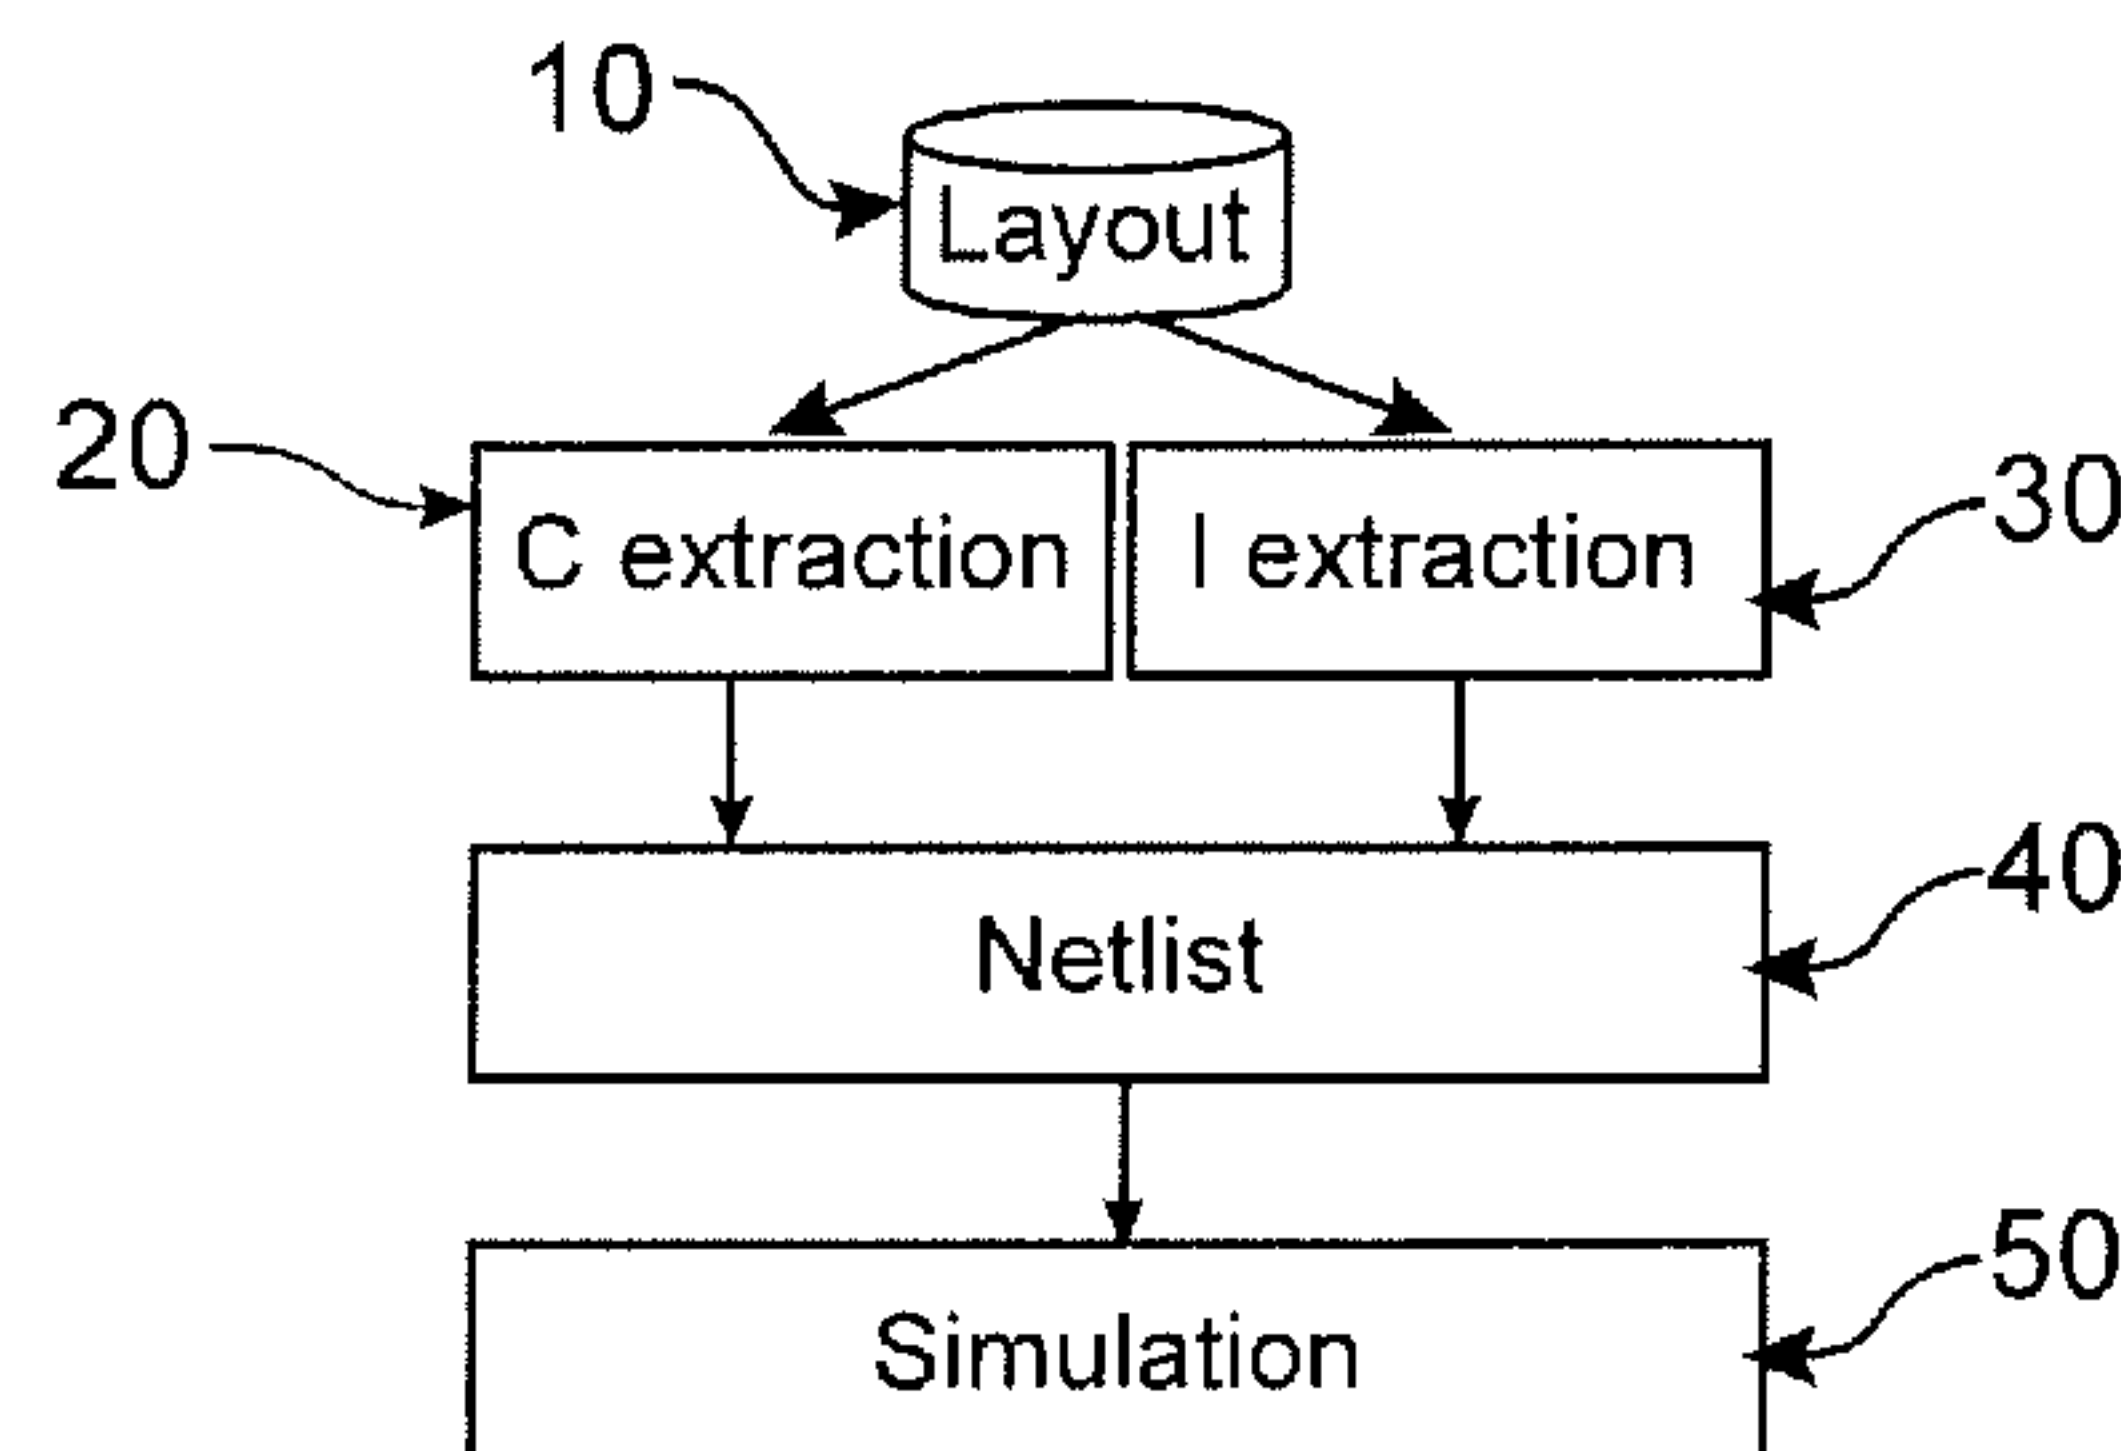 10
Layout
20
C extraction
I extraction
30
Netlist
40
Simulation
50